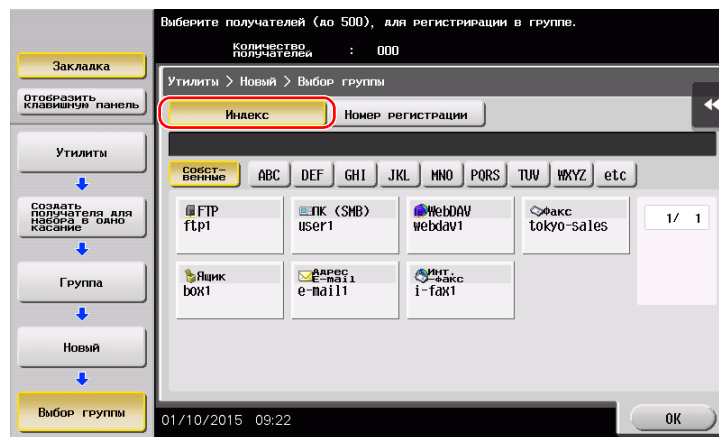 Выберите получателей (до 500), для регистрирации в группе.
Количество
получателей : 000
Закладка
Отобразить
клавишную панель
Утилиты
Создать
получателя для
набора в одно
касание
Группа
Новый
Выбор группы
Утилиты > Новый > Выбор группы
Индекс
Номер регистрации
Собст-
венные
ABC
DEF
GHI
JKL
MNO
PQRS
TUV
WXYZ
etc
FTP
ftp1
ПК (SMB)
user1
WebDAV
webdav1
Факс
tokyo-sales
1/ 1
Ящик
box1
Адрес
E-mail
e-mail1
Инт.
-факс
i-fax1
01/10/2015 09:22
OK